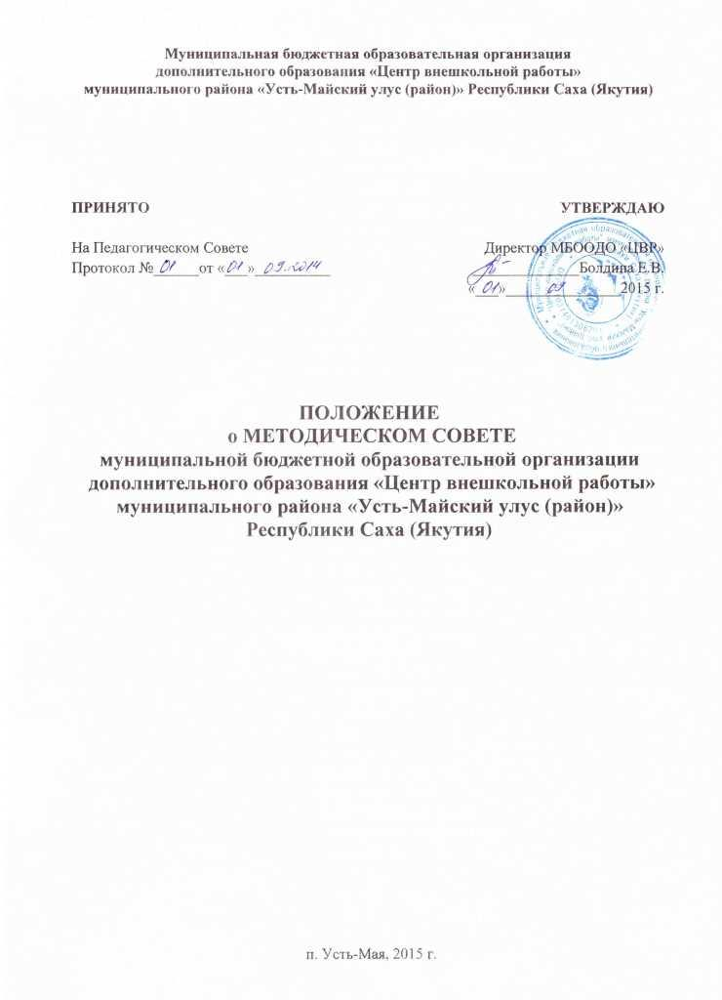 Муниципальная бюджетная образовательная организация
дополнительного образования «Центр внешкольной работы»
муниципального района «Усть-Майский улус (район)» Республики Саха (Якутия)
ПРИНЯТО
УТВЕРЖДАЮ
На Педагогическом Совете
Директор МБООДО «ЦВР»
Протокол № 01 от « 01 » 09.2014
Болдина Е.В.
« 01 » 09 2015 г.
ПОЛОЖЕНИЕ
о МЕТОДИЧЕСКОМ СОВЕТЕ
муниципальной бюджетной образовательной организации
дополнительного образования «Центр внешкольной работы»
муниципального района «Усть-Майский улус (район)»
Республики Саха (Якутия)
п. Усть-Мая, 2015 г.